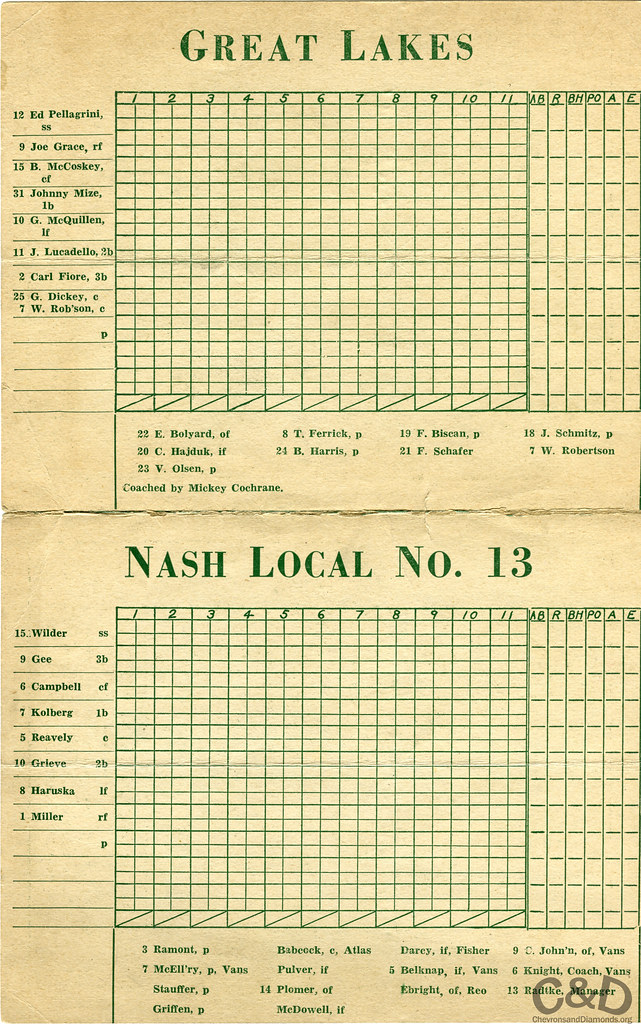 GREAT LAKES
1 2 3 4 5 6 7 8 9 10 11 AB R BH PO A E
12 Ed Pellagrini,
ss
9 Joe Grace, rf
15 B. McCoskey,
cf
31 Johnny Mize,
1b
10 G. McQuillen,
lf
11 J. Lucadello, 2b
2 Carl Fiore, 3b
25 G. Dickey, c
7 W. Rob'son, c
p
22 E. Bolyard, of 8 T. Ferrick, p 19 F. Biscan, p 18 J. Schmitz, p
20 C. Hajduk, if 24 B. Harris, p 21 F. Schafer 7 W. Robertson
23 V. Olsen, p
Coached by Mickey Cochrane.
NASH LOCAL NO. 13
1 2 3 4 5 6 7 8 9 10 11 AB R BH PO A E
15 Wilder ss
9 Gee 3b
6 Campbell cf
7 Kolberg 1b
5 Reavely c
10 Grieve 2b
8 Haruska lf
1 Miller rf
p
3 Ramont, p Babcock, c, Atlas Darcy, if, Fisher 9 C. John'n, of, Vans
7 McEll'ry, p, Vans Pulver, if 5 Belknap, if, Vans 6 Knight, Coach, Vans
Stauffer, p 14 Plomer, of Ebright, of, Reo 13 Radtke, Manager
Griffen, p McDowell, if
C&D
ChevronsandDiamonds.org